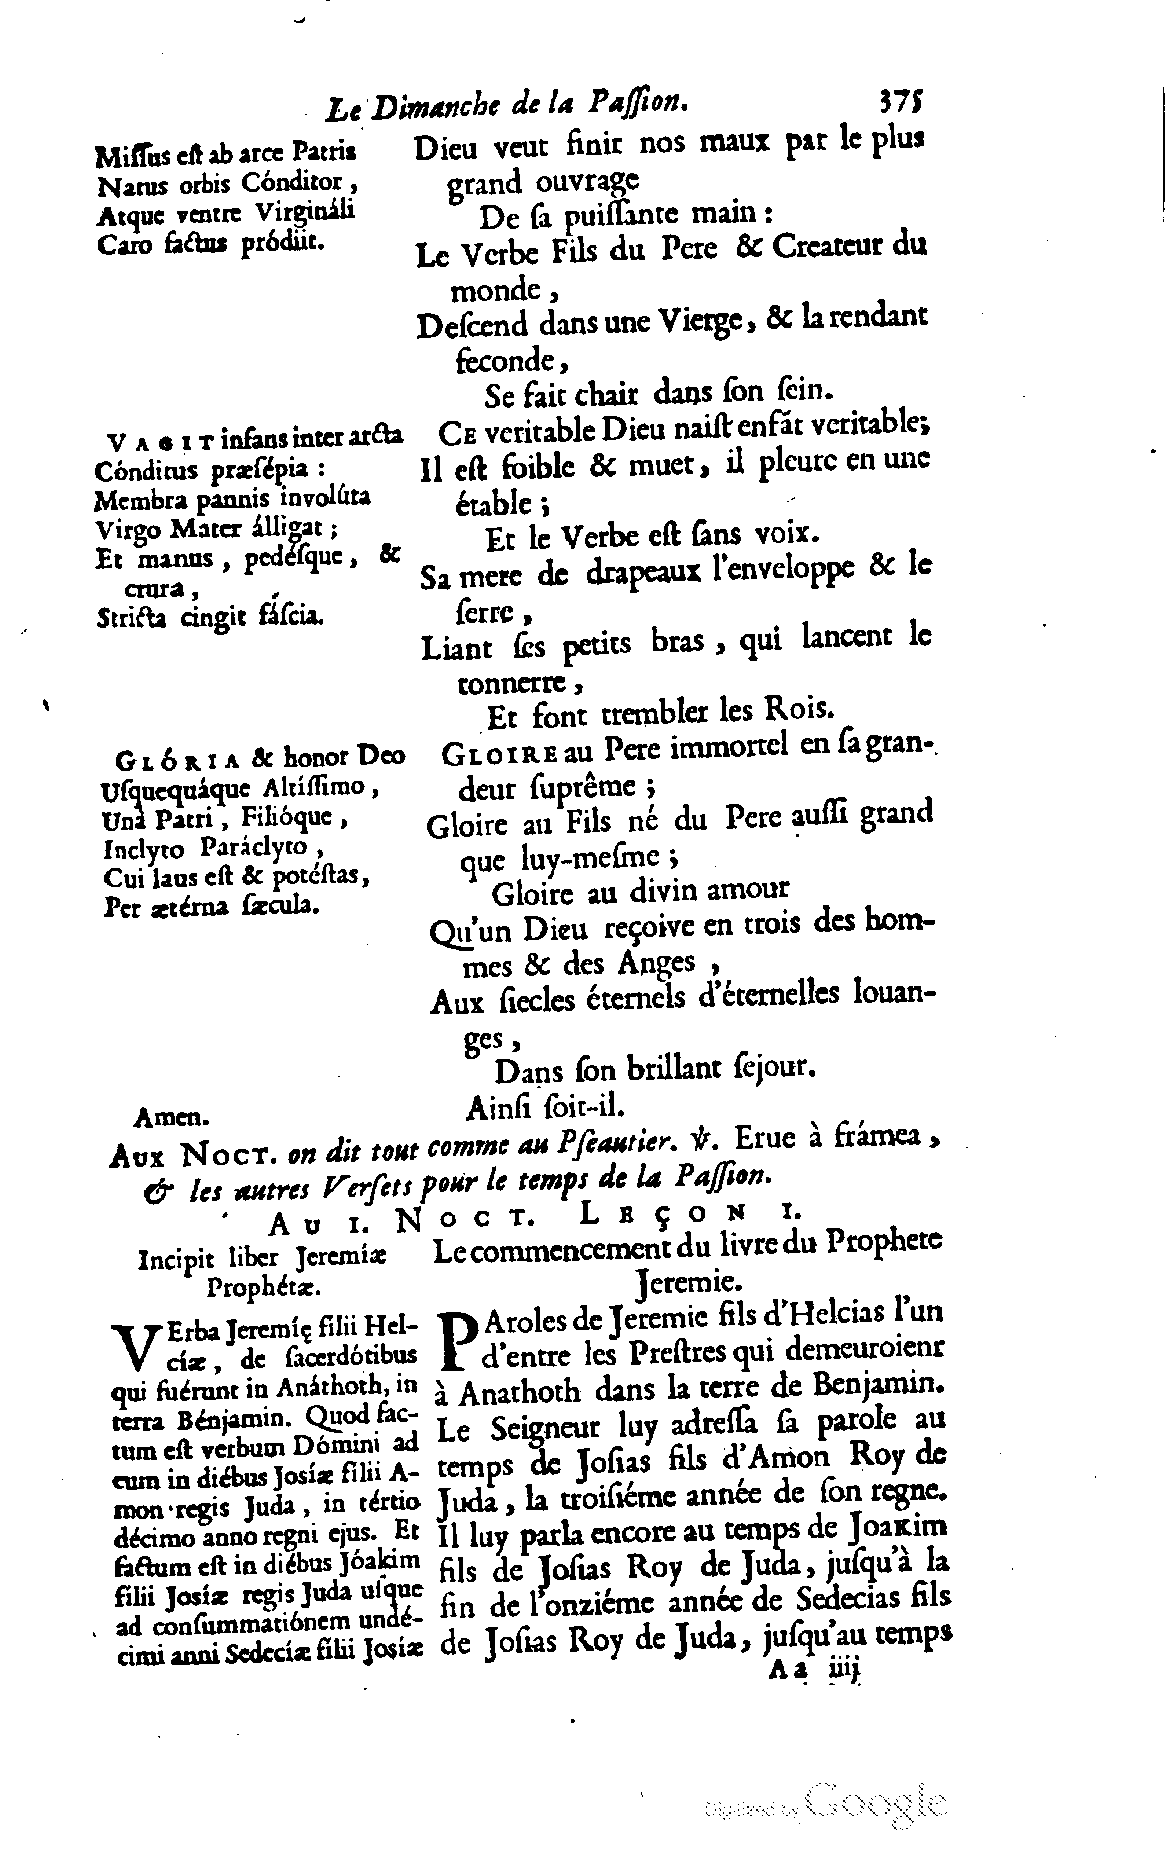 Le Dimanche de la Paſſion. 375
Miſſus eſt ab arce Patris
Natus orbis Cónditor,
Atque ventre Virgináli
Caro factus pródiit.
Dieu veut finir nos maux par le plus
grand ouvrage
De ſa puiſſante main :
Le Verbe Fils du Pere & Createur du
monde,
Deſcend dans une Vierge, & la rendant
feconde,
Se fait chair dans ſon ſein.
VAGIT infans inter arcta
Cónditus præſépia :
Membra pannis involúta
Virgo Mater álligat ;
Et manus, pedéſque, &
crura,
Stricta cingit fáſcia.
CE veritable Dieu naiſt enfãt veritable;
Il eſt foible & muet, il pleure en une
étable ;
Et le Verbe eſt ſans voix.
Sa mere de drapeaux l'enveloppe & le
ſerre,
Liant ſes petits bras, qui lancent le
tonnerre,
Et font trembler les Rois.
GLÓRIA & honor Deo
Uſquequáque Altíſſimo,
Unà Patri, Filióque,
Inclyto Paráclyto,
Cui laus eſt & potéſtas,
Per ætérna ſæcula.
GLOIRE au Pere immortel en ſa gran-
deur ſuprême ;
Gloire au Fils né du Pere auſſi grand
que luy-meſme ;
Gloire au divin amour
Qu'un Dieu reçoive en trois des hom-
mes & des Anges,
Aux ſiecles éternels d'éternelles louan-
ges,
Dans ſon brillant ſejour.
Amen.
Ainſi ſoit-il.
AUX NOCT. on dit tout comme au Pſeautier. ℣. Erue à frámea,
& les autres Verſets pour le temps de la Paſſion.
AU I. NOCT. LEÇON I.
Incipit liber Jeremíæ
Prophétæ.
VErba Jeremíę filii Hel-
cíæ, de ſacerdótibus
qui fuérunt in Anáthoth, in
terra Bénjamin. Quod fac-
tum eſt verbum Dómini ad
eum in diébus Josíæ filii A-
mon regis Juda, in tértio
décimo anno regni ejus. Et
factum eſt in diébus Jóakim
filii Josíæ regis Juda uſque
ad conſummatiónem undé-
cimi anni Sedecíæ filii Josíæ
Le commencement du livre du Prophete
Jeremie.
PAroles de Jeremie fils d'Helcias l'un
d'entre les Preſtres qui demeuroient
à Anathoth dans la terre de Benjamin.
Le Seigneur luy adreſſa ſa parole au
temps de Joſias fils d'Amon Roy de
Juda, la troiſiéme année de ſon regne.
Il luy parla encore au temps de Joakim
fils de Joſias Roy de Juda, juſqu'à la
fin de l'onziéme année de Sedecias fils
de Joſias Roy de Juda, juſqu'au temps
Aa iiij
Digitized by Google